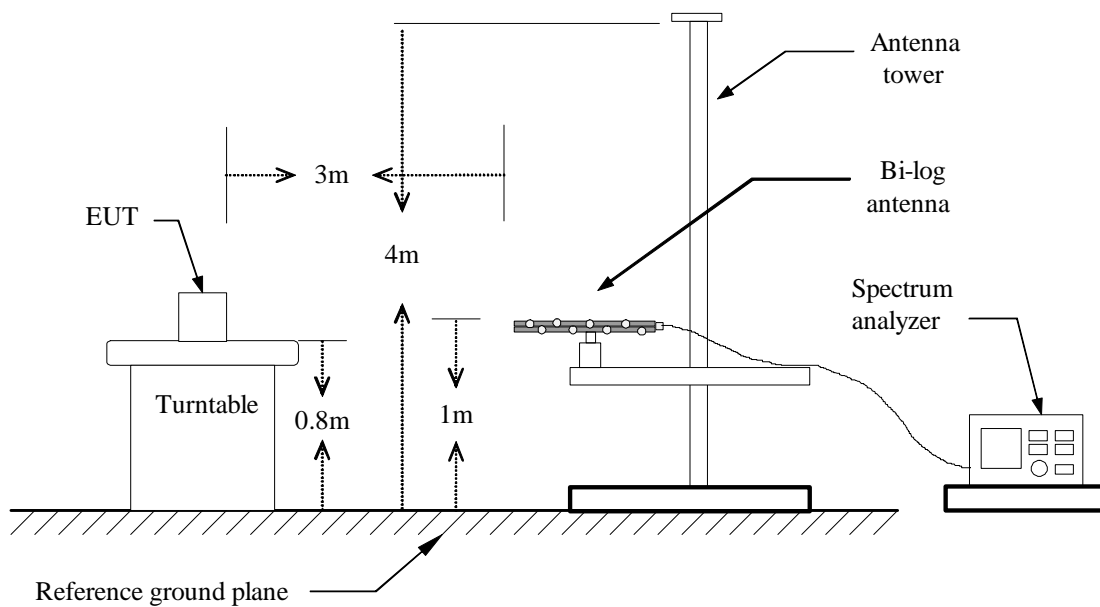 Antenna
tower
3m
Bi-log
antenna
EUT
4m
Spectrum
analyzer
Turntable
0.8m
1m
Reference ground plane